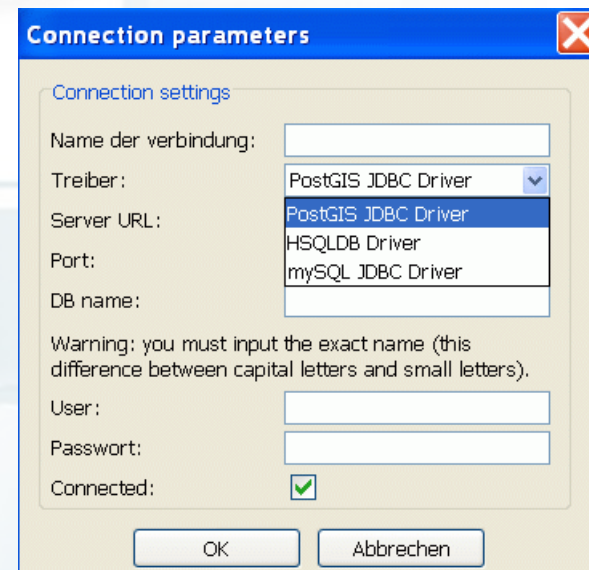 Connection parameters
Connection settings
Name der verbindung:
Treiber: PostGIS JDBC Driver
Server URL: PostGIS JDBC Driver
HSQLDB Driver
Port:
mySQL JDBC Driver
DB name:
Warning: you must input the exact name (this
difference between capital letters and small letters).
User:
Passwort:
Connected:
OK Abbrechen